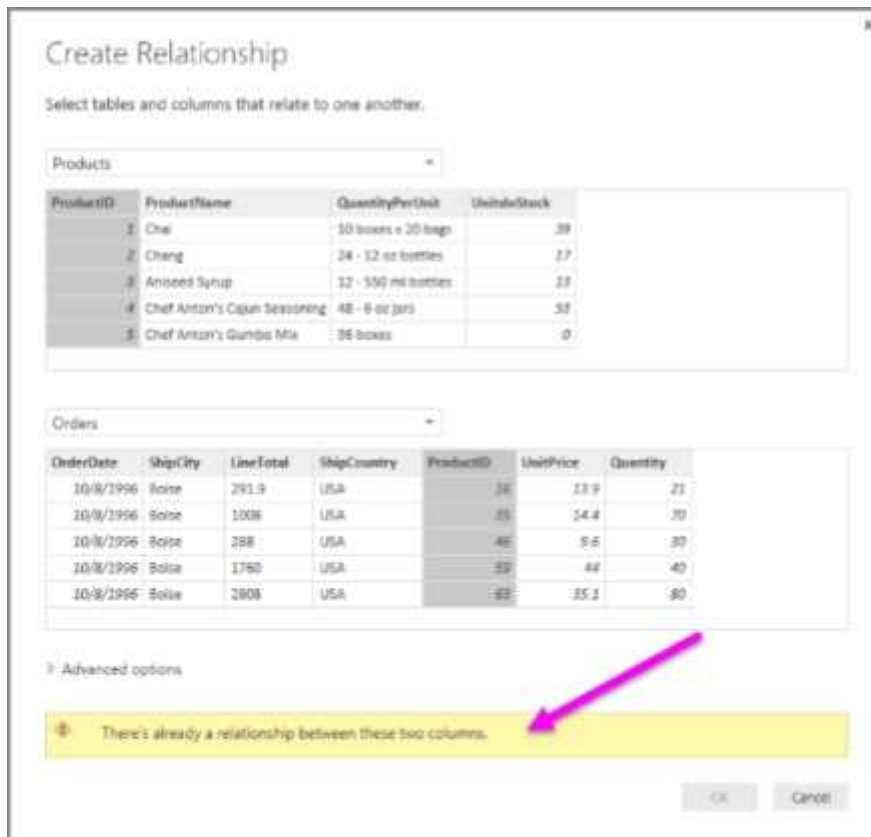 Create Relationship
Select tables and columns that relate to one another.
Products
ProductID ProductName QuantityPerUnit UnitsInStock
1 Chai 10 boxes x 20 bags 39
2 Chang 24 - 12 oz bottles 17
3 Aniseed Syrup 12 - 550 ml bottles 13
4 Chef Anton's Cajun Seasoning 48 - 6 oz jars 53
5 Chef Anton's Gumbo Mix 36 boxes 0
Orders
OrderDate ShipCity LineTotal ShipCountry ProductID UnitPrice Quantity
10/8/1996 Boise 291.9 USA 16 13.9 21
10/8/1996 Boise 1008 USA 35 14.4 70
10/8/1996 Boise 288 USA 46 9.6 30
10/8/1996 Boise 1760 USA 59 44 40
10/8/1996 Boise 2808 USA 63 35.1 80
Advanced options
There's already a relationship between these two columns.
OK Cancel